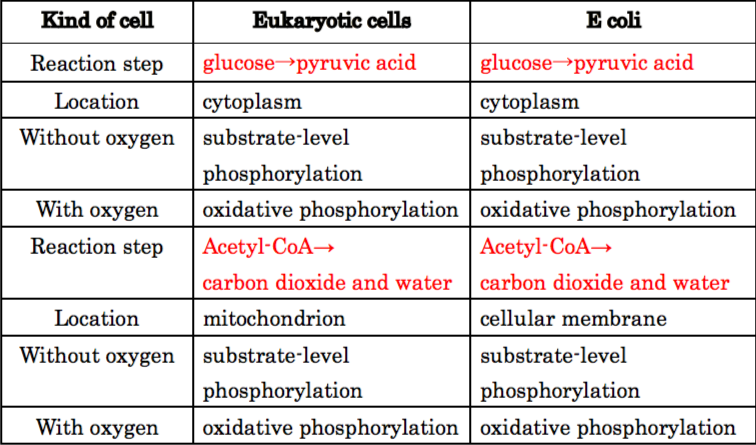 Kind of cell Eukaryotic cells E coli
Reaction step glucose→pyruvic acid glucose→pyruvic acid
Location cytoplasm cytoplasm
Without oxygen substrate-level substrate-level
phosphorylation phosphorylation
With oxygen oxidative phosphorylation oxidative phosphorylation
Reaction step Acetyl-CoA→ Acetyl-CoA→
carbon dioxide and water carbon dioxide and water
Location mitochondrion cellular membrane
Without oxygen substrate-level substrate-level
phosphorylation phosphorylation
With oxygen oxidative phosphorylation oxidative phosphorylation